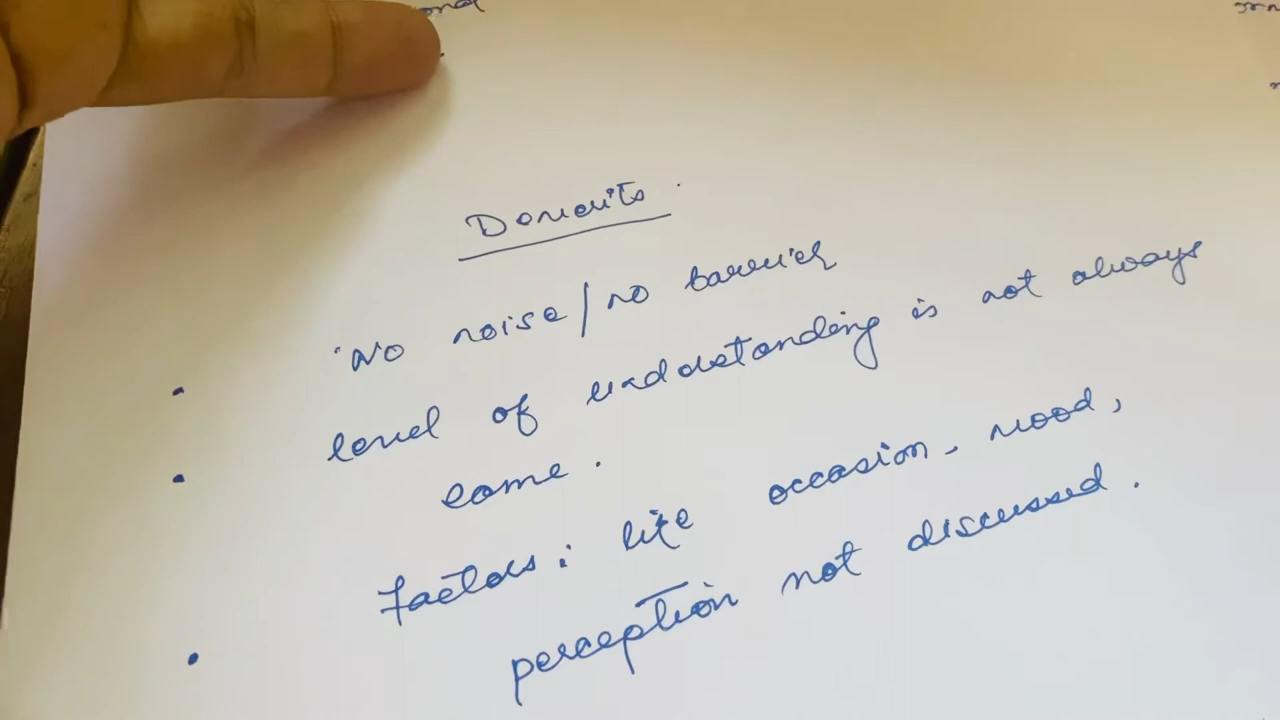 Demerits.
• No noise/no barrier
• level of understanding is not always
same.
• factors: like occasion, mood,
perception not discussed.